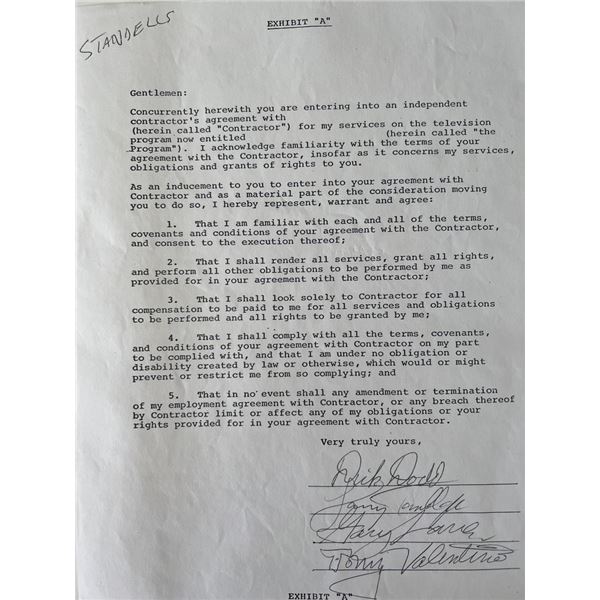 STANDELLS
EXHIBIT "A"
Gentlemen:
Concurrently herewith you are entering into an independent
contractor's agreement with
(herein called "Contractor") for my services on the television
program now entitled (herein called "the
Program"). I acknowledge familiarity with the terms of your
agreement with the Contractor, insofar as it concerns my services,
obligations and grants of rights to you.
As an inducement to you to enter into your agreement with
Contractor and as a material part of the consideration moving
you to do so, I hereby represent, warrant and agree:
1. That I am familiar with each and all of the terms,
covenants and conditions of your agreement with the Contractor,
and consent to the execution thereof;
2. That I shall render all services, grant all rights,
and perform all other obligations to be performed by me as
provided for in your agreement with the Contractor;
3. That I shall look solely to Contractor for all
compensation to be paid to me for all services and obligations
to be performed and all rights to be granted by me;
4. That I shall comply with all the terms, covenants,
and conditions of your agreement with Contractor on my part
to be complied with, and that I am under no obligation or
disability created by law or otherwise, which would or might
prevent or restrict me from so complying; and
5. That in no event shall any amendment or termination
of my employment agreement with Contractor, or any breach thereof
by Contractor limit or affect any of my obligations or your
rights provided for in your agreement with Contractor.
Very truly yours,
Dick Dodd
Larry
Gary
Tony Valentino
EXHIBIT "A"